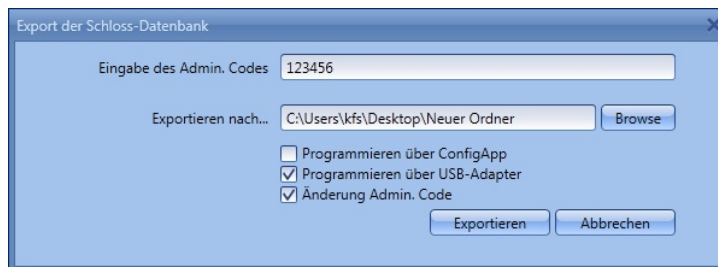 Export der Schloss-Datenbank
Eingabe des Admin. Codes 123456
Exportieren nach... C:\Users\kfs\Desktop\Neuer Ordner Browse
Programmieren über ConfigApp
Programmieren über USB-Adapter
Änderung Admin. Code
Exportieren Abbrechen